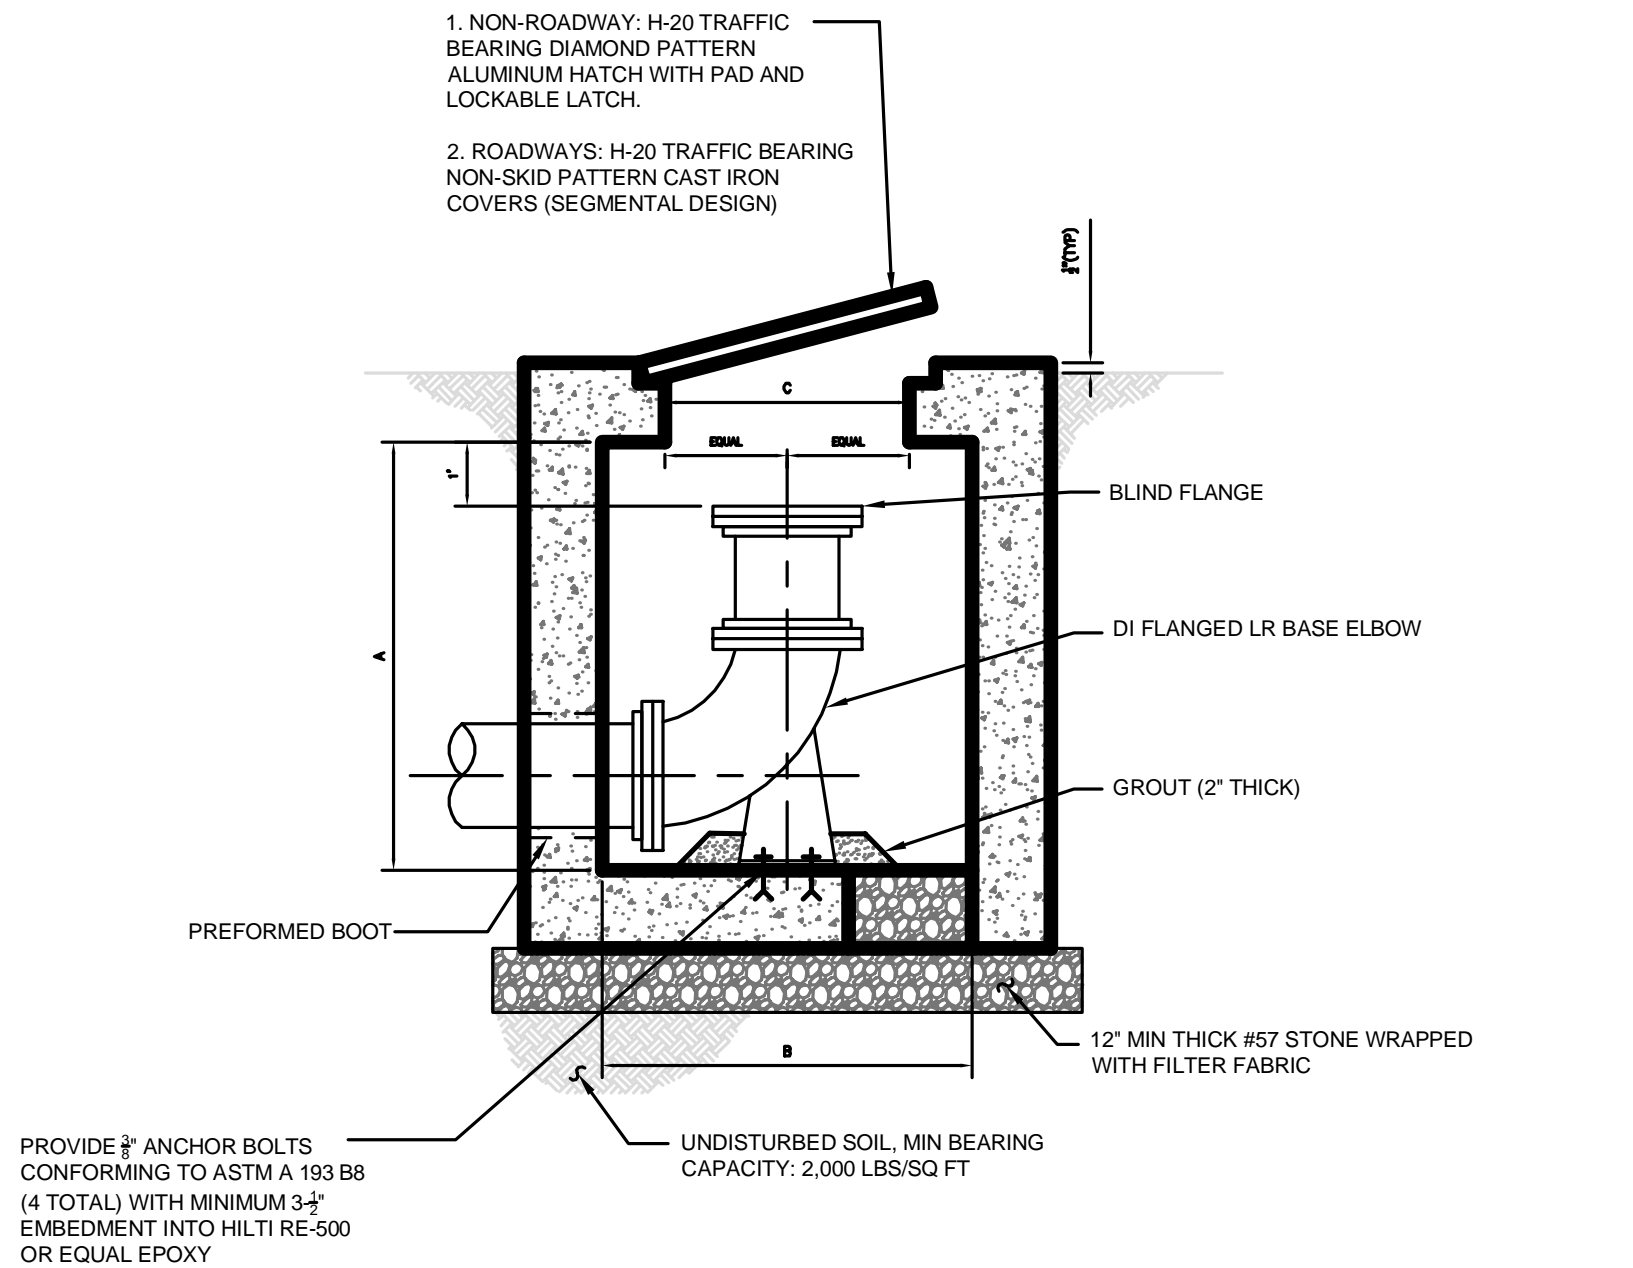 1. NON-ROADWAY: H-20 TRAFFIC
BEARING DIAMOND PATTERN
ALUMINUM HATCH WITH PAD AND
LOCKABLE LATCH.
2. ROADWAYS: H-20 TRAFFIC BEARING
NON-SKID PATTERN CAST IRON
COVERS (SEGMENTAL DESIGN)
1/2"(TYP)
C
EQUAL
EQUAL
1'
BLIND FLANGE
DI FLANGED LR BASE ELBOW
A
GROUT (2" THICK)
PREFORMED BOOT
12" MIN THICK #57 STONE WRAPPED
WITH FILTER FABRIC
B
PROVIDE 3/8" ANCHOR BOLTS
CONFORMING TO ASTM A 193 B8
(4 TOTAL) WITH MINIMUM 3-1/2"
EMBEDMENT INTO HILTI RE-500
OR EQUAL EPOXY
UNDISTURBED SOIL, MIN BEARING
CAPACITY: 2,000 LBS/SQ FT